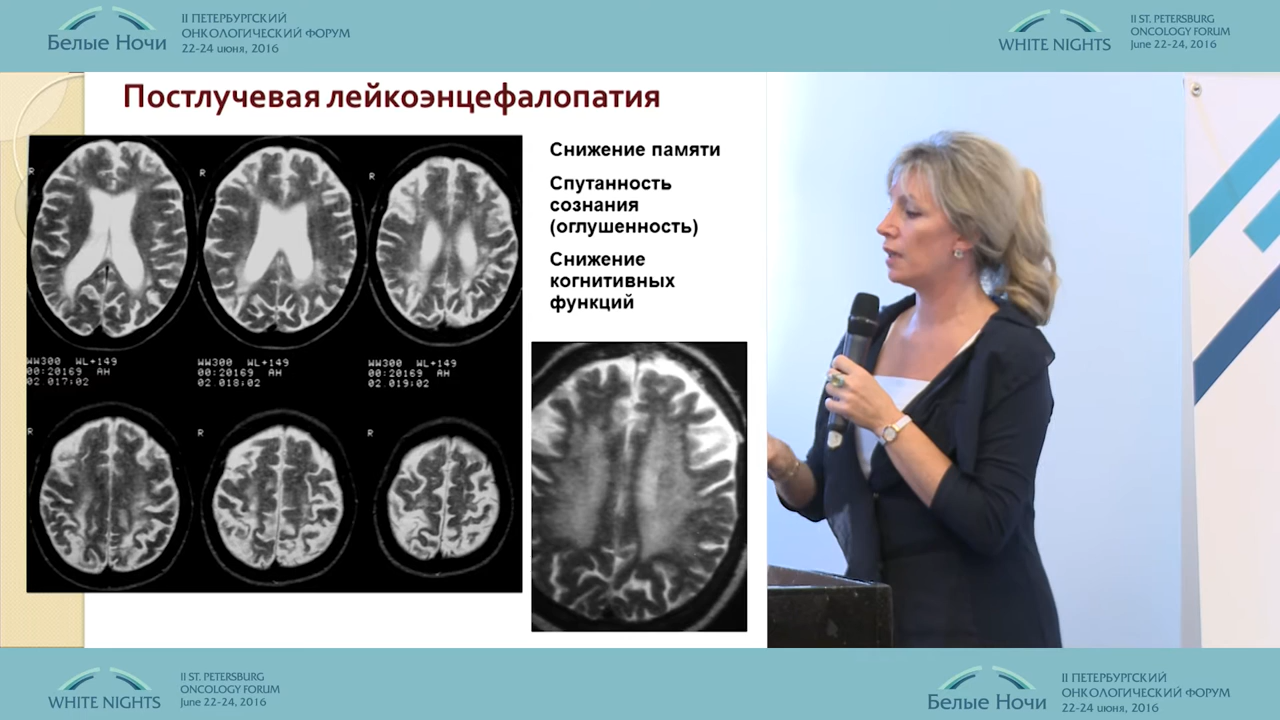 II ПЕТЕРБУРГСКИЙ
ОНКОЛОГИЧЕСКИЙ ФОРУМ
Белые Ночи
22-24 июня, 2016
II ST. PETERSBURG
ONCOLOGY FORUM
WHITE NIGHTS
June 22-24, 2016
Постлучевая лейкоэнцефалопатия
Снижение памяти
Спутанность
сознания
(оглушенность)
Снижение
когнитивных
функций
R
R
R
WW300 WL+149
00:20169 AH
02.017:02
WW300 WL+149
00:20169 AH
02.018:02
WW300 WL+149
00:20169 AH
02.019:02
R
R
R
II ST. PETERSBURG
ONCOLOGY FORUM
WHITE NIGHTS
June 22-24, 2016
II ПЕТЕРБУРГСКИЙ
ОНКОЛОГИЧЕСКИЙ ФОРУМ
Белые Ночи
22-24 июня, 2016